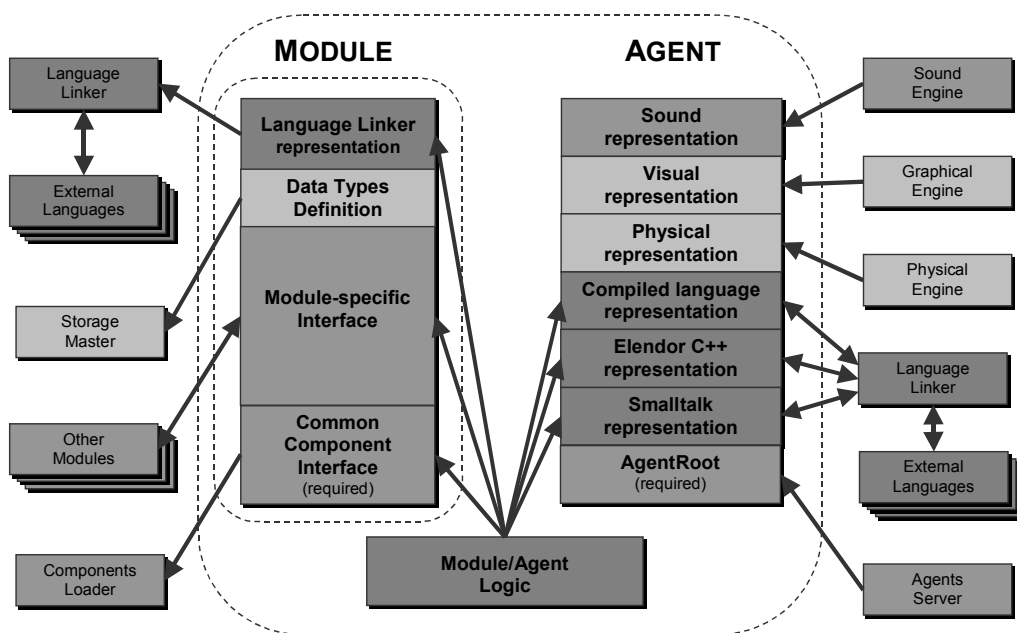 MODULE
AGENT
Language
Linker
External
Languages
Storage
Master
Other
Modules
Components
Loader
Language Linker
representation
Data Types
Definition
Module-specific
Interface
Common
Component
Interface
(required)
Module/Agent
Logic
Sound
representation
Visual
representation
Physical
representation
Compiled language
representation
Elendor C++
representation
Smalltalk
representation
AgentRoot
(required)
Sound
Engine
Graphical
Engine
Physical
Engine
Language
Linker
External
Languages
Agents
Server